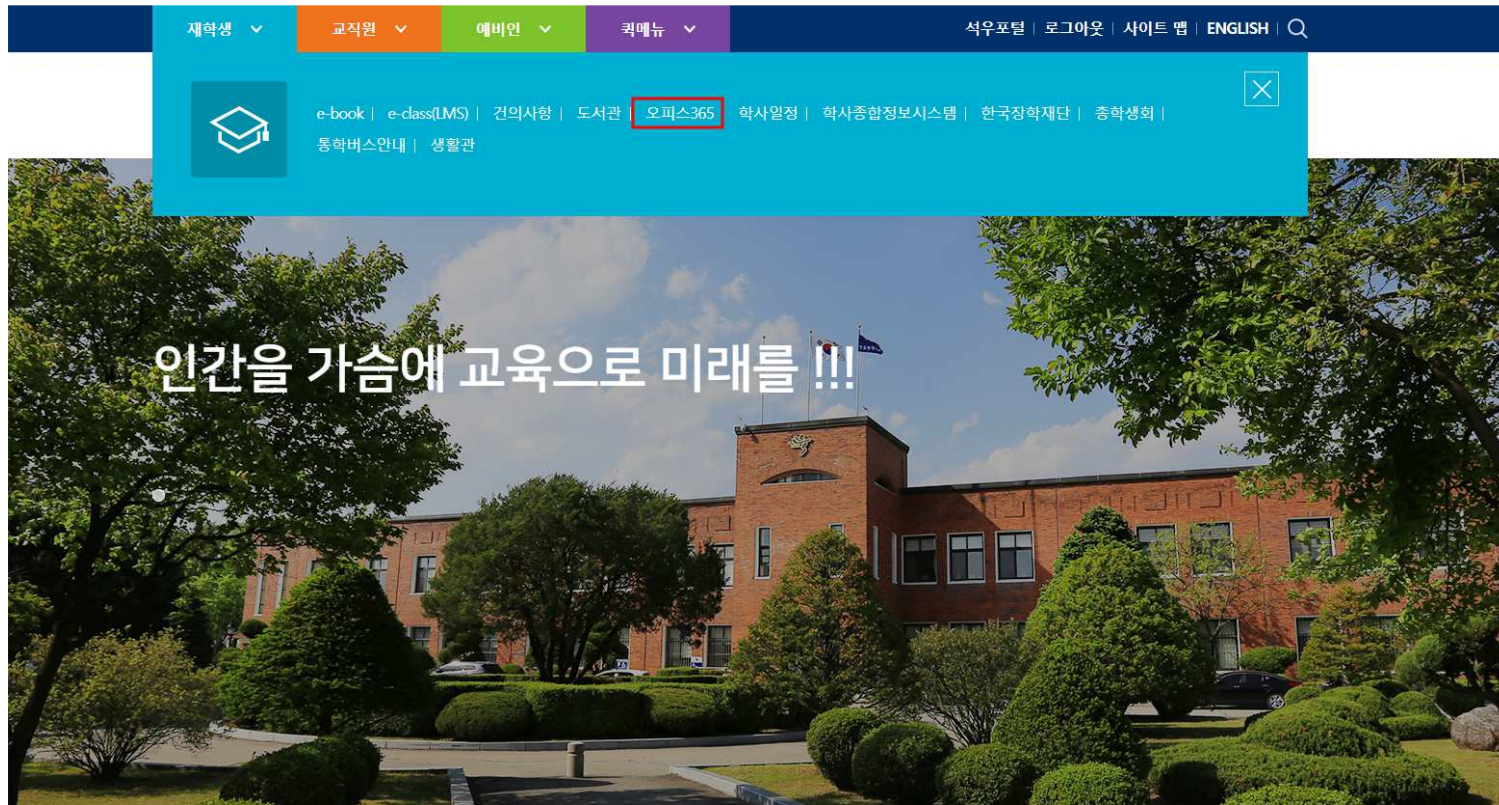 재학생 교직원 예비인 퀵메뉴 석우포털 | 로그아웃 | 사이트 맵 | ENGLISH
e-book | e-class(LMS) | 건의사항 | 도서관 | 오피스365 학사일정 | 학사종합정보시스템 | 한국장학재단 | 총학생회 |
통학버스안내 | 생활관
인간을 가슴에 교육으로 미래를 !!!